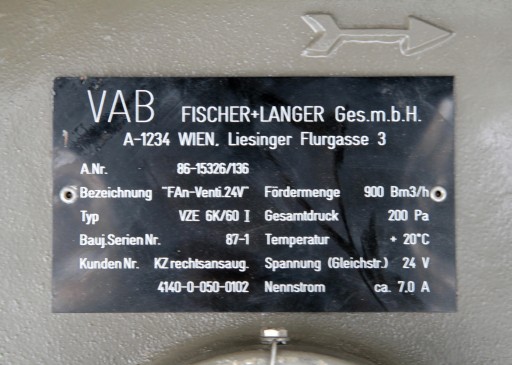 VAB FISCHER+LANGER Ges.m.b.H.
A-1234 WIEN, Liesinger Flurgasse 3
A.Nr. 86-15326/136
Bezeichnung "FAn-Venti.24V" Fördermenge 900 Bm3/h
Typ VZE 6K/60 I Gesamtdruck 200 Pa
Bauj.Serien Nr. 87-1 Temperatur + 20°C
Kunden Nr. KZ rechtsansaug. Spannung (Gleichstr.) 24 V
4140-0-050-0102 Nennstrom ca. 7,0 A